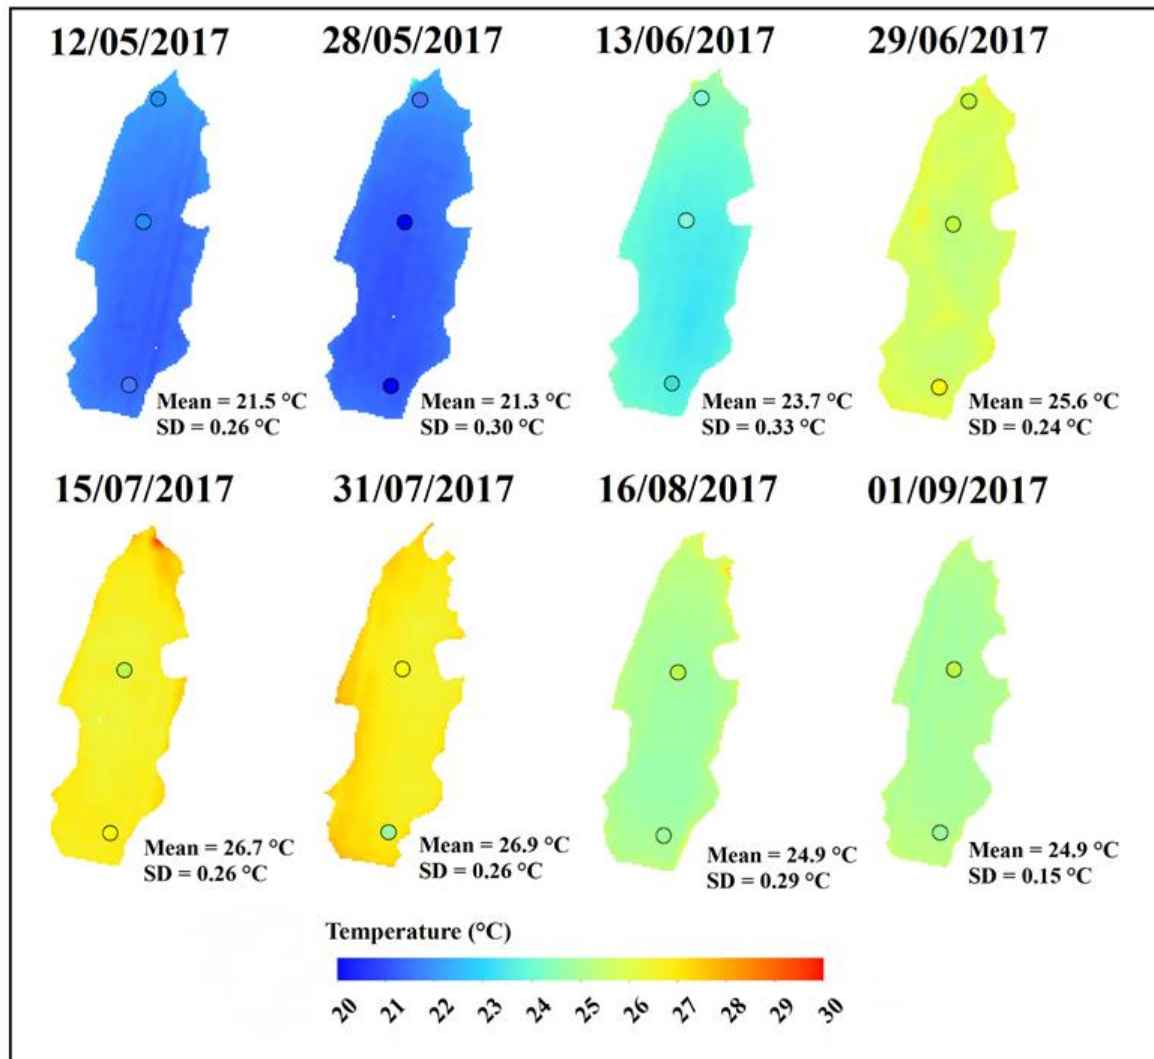 12/05/2017
28/05/2017
13/06/2017
29/06/2017
Mean = 21.5 °C
SD = 0.26 °C
Mean = 21.3 °C
SD = 0.30 °C
Mean = 23.7 °C
SD = 0.33 °C
Mean = 25.6 °C
SD = 0.24 °C
15/07/2017
31/07/2017
16/08/2017
01/09/2017
Mean = 26.7 °C
SD = 0.26 °C
Mean = 26.9 °C
SD = 0.26 °C
Mean = 24.9 °C
SD = 0.29 °C
Mean = 24.9 °C
SD = 0.15 °C
Temperature (°C)
20 21 22 23 24 25 26 27 28 29 30